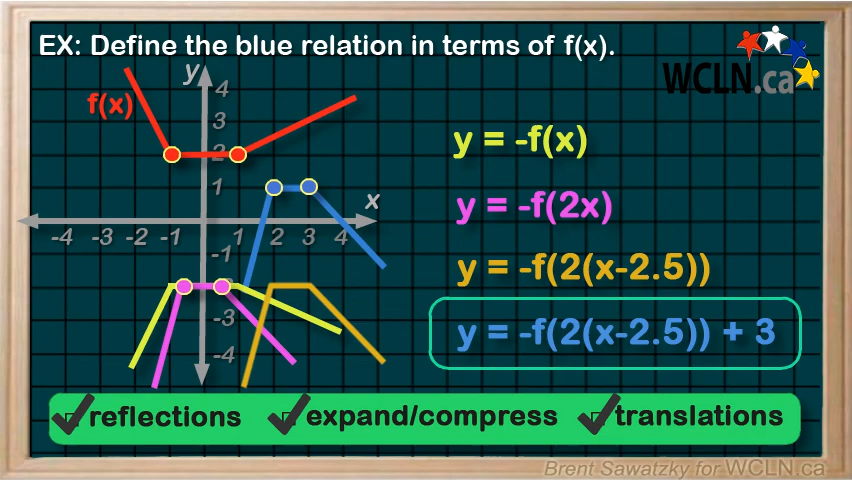 EX: Define the blue relation in terms of f(x).
WCLN.ca
y
4
f(x)
3
2
1
x
-4 -3 -2 -1 1 2 3 4
-1
-3
-4
y = -f(x)
y = -f(2x)
y = -f(2(x-2.5))
y = -f(2(x-2.5)) + 3
reflections expand/compress translations
Brent Sawatzky for WCLN.ca